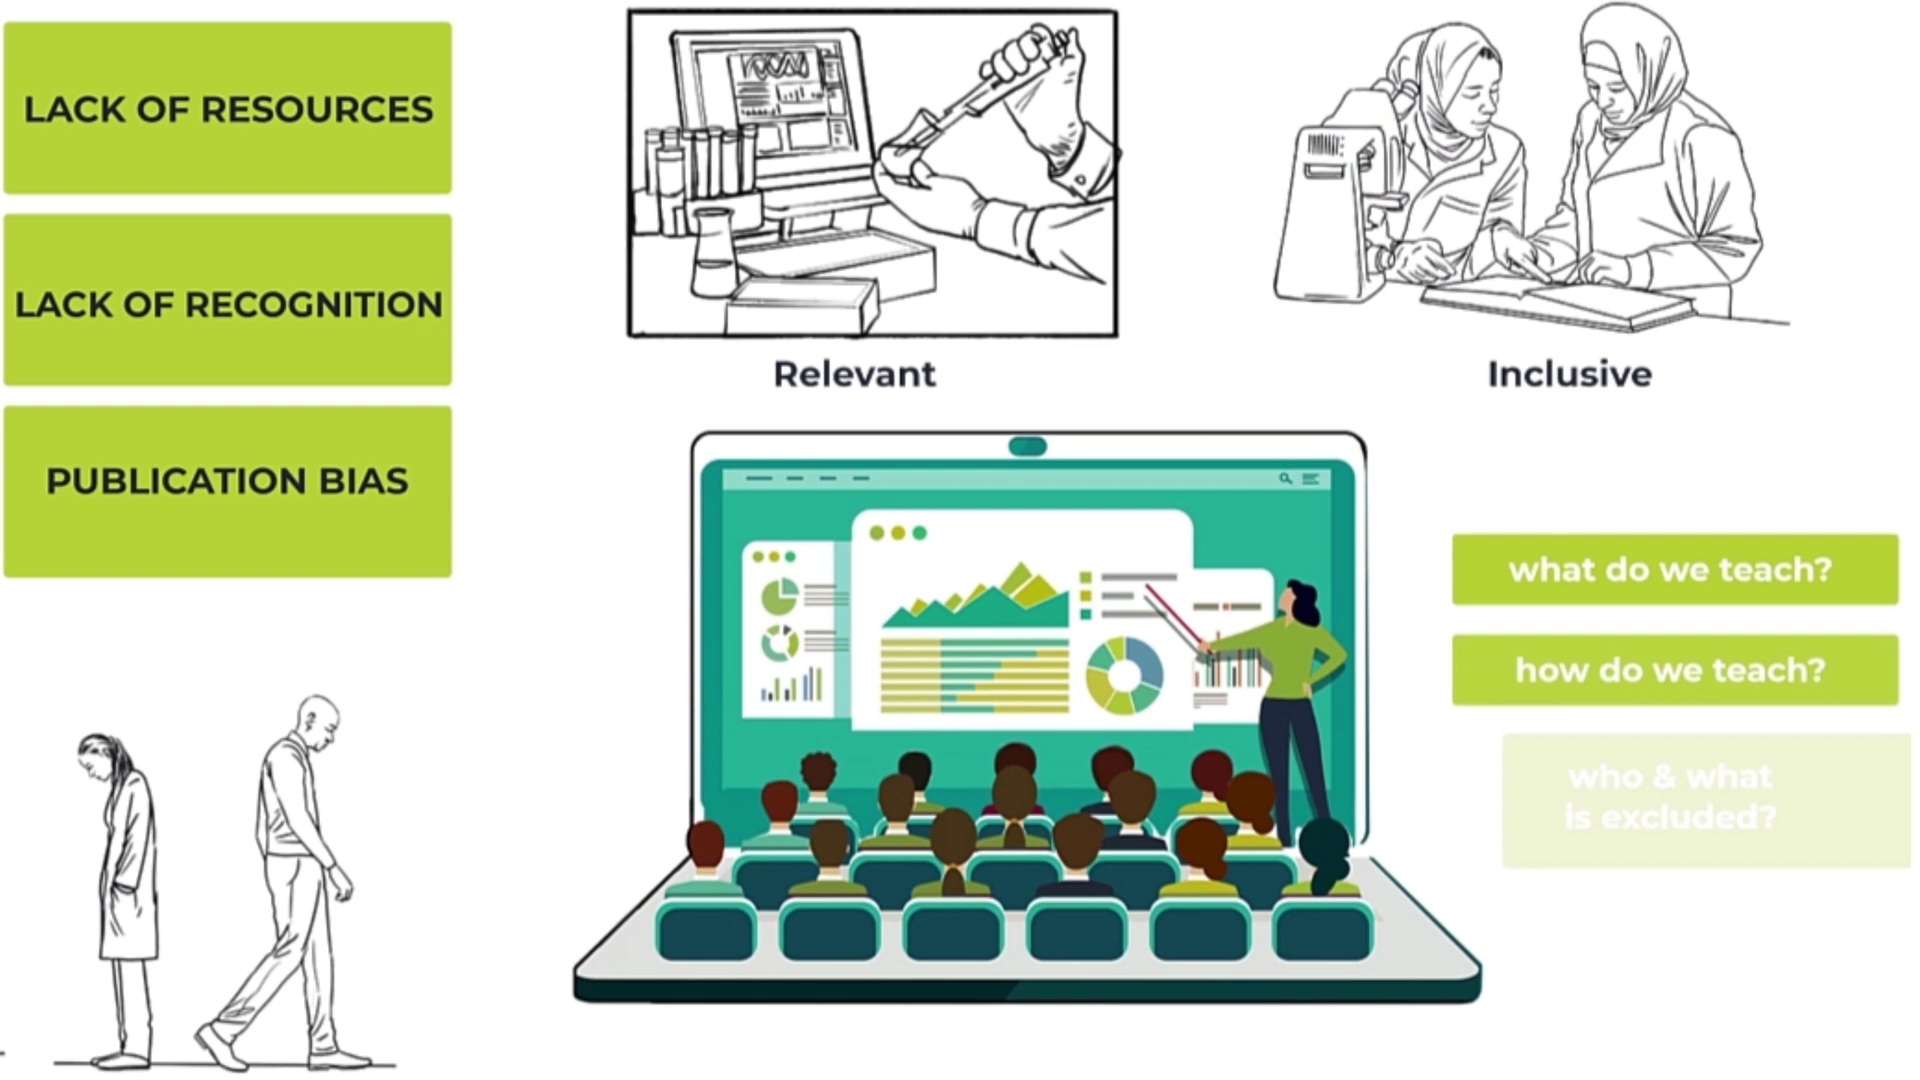 LACK OF RESOURCES
LACK OF RECOGNITION
PUBLICATION BIAS
Relevant
Inclusive
what do we teach?
how do we teach?
who & what
is excluded?